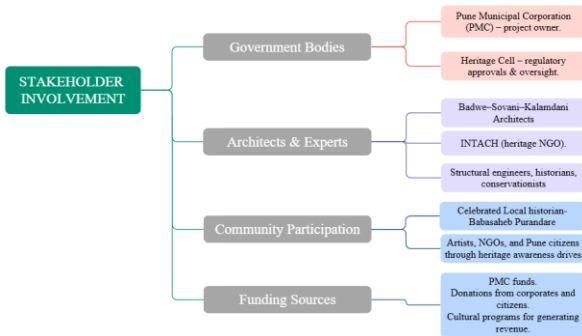 STAKEHOLDER
INVOLVEMENT
Government Bodies
Pune Municipal Corporation
(PMC) – project owner.
Heritage Cell – regulatory
approvals & oversight.
Architects & Experts
Badwe–Sovani–Kalamdani
Architects
INTACH (heritage NGO).
Structural engineers, historians,
conservationists
Community Participation
Celebrated Local historian-
Babasaheb Purandare
Artists, NGOs, and Pune citizens
through heritage awareness drives
Funding Sources
PMC funds.
Donations from corporates and
citizens.
Cultural programs for generating
revenue.